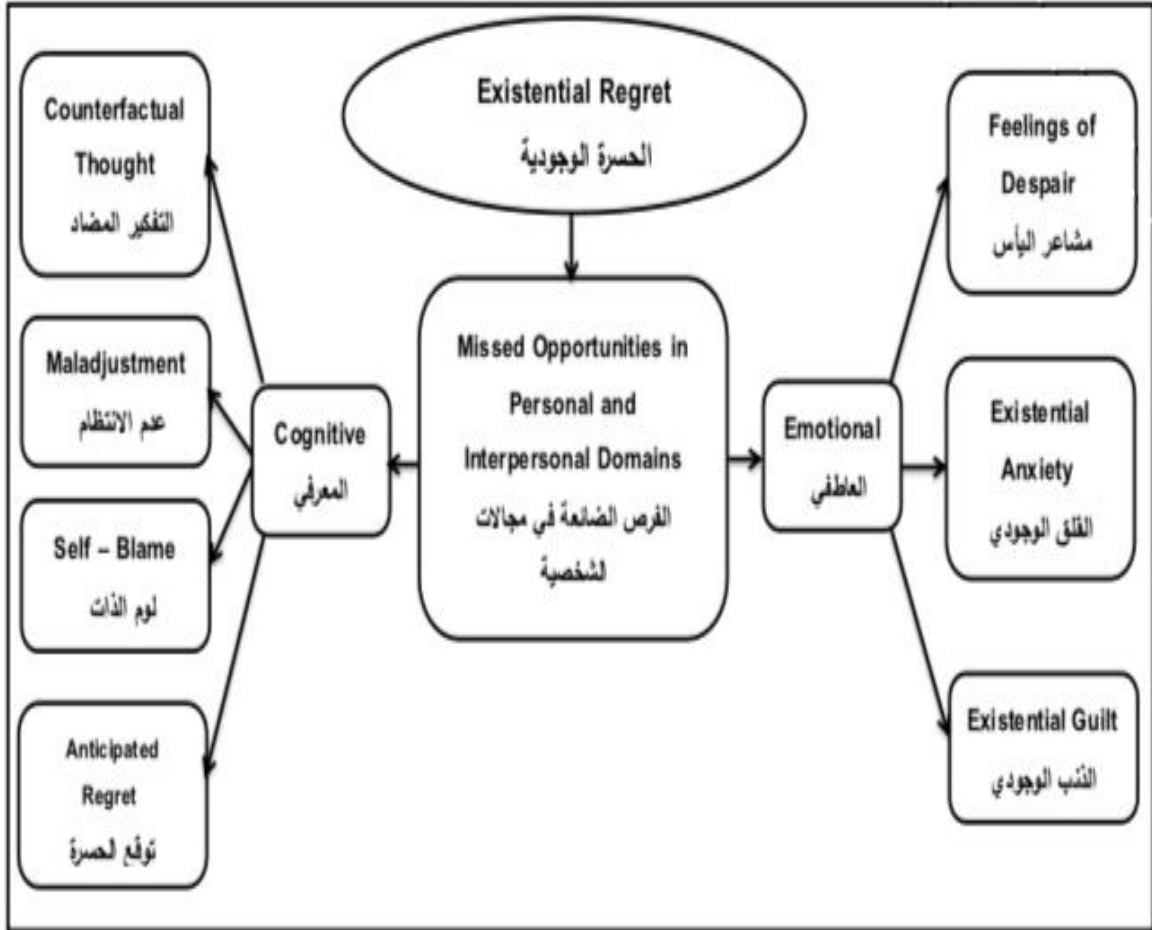 Existential Regret
الحسرة الوجودية
Counterfactual
Thought
التفكير المضاد
Maladjustment
عدم الانتظام
Self – Blame
لوم الذات
Anticipated
Regret
توقع الحسرة
Cognitive
المعرفي
Missed Opportunities in
Personal and
Interpersonal Domains
الفرص الضائعة في مجالات
الشخصية
Emotional
العاطفي
Feelings of
Despair
مشاعر اليأس
Existential
Anxiety
القلق الوجودي
Existential Guilt
الذنب الوجودي